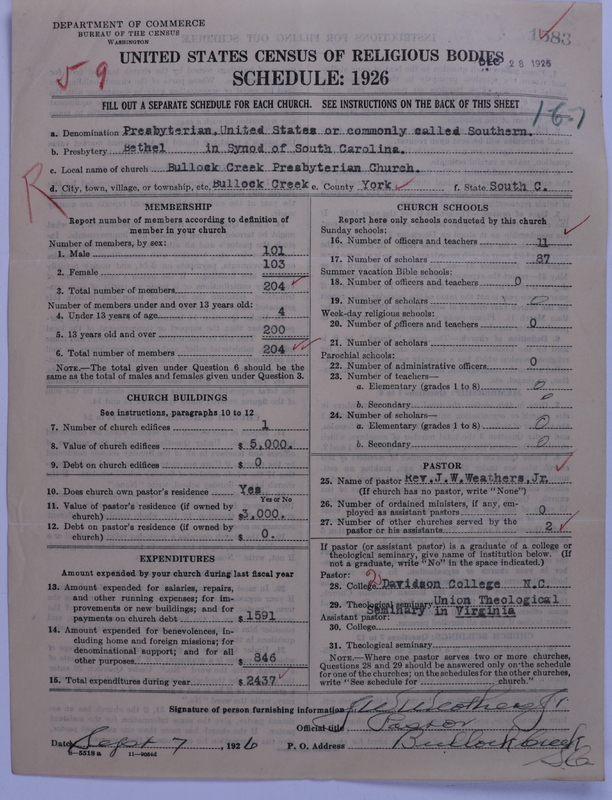 DEPARTMENT OF COMMERCE
BUREAU OF THE CENSUS
WASHINGTON
1583
UNITED STATES CENSUS OF RELIGIOUS BODIES
DEC 28 1926
SCHEDULE: 1926
59
FILL OUT A SEPARATE SCHEDULE FOR EACH CHURCH. SEE INSTRUCTIONS ON THE BACK OF THIS SHEET
16-7
a. Denomination Presbyterian, United States or commonly called Southern.
b. Presbytery Bethel in Synod of South Carolina.
c. Local name of church Bullock Creek Presbyterian Church.
R
d. City, town, village, or township, etc. Bullock Creek e. County York f. State South C.
MEMBERSHIP
Report number of members according to definition of
member in your church
Number of members, by sex:
1. Male 101
2. Female 103
3. Total number of members 204
Number of members under and over 13 years old:
4. Under 13 years of age 4
5. 13 years old and over 200
6. Total number of members 204
NOTE.—The total given under Question 6 should be
same as the total of males and females given under Question 3.
CHURCH BUILDINGS
See instructions, paragraphs 10 to 12
7. Number of church edifices 1
8. Value of church edifices $ 5,000.
9. Debt on church edifices $ 0
10. Does church own pastor's residence Yes
Yes or No
11. Value of pastor's residence (if owned by
church) $3,000.
12. Debt on pastor's residence (if owned by
church) $ 0.
EXPENDITURES
Amount expended by your church during last fiscal year
13. Amount expended for salaries, repairs,
and other running expenses; for im-
provements or new buildings; and for
payments on church debt $ 1591
14. Amount expended for benevolences, in-
cluding home and foreign missions; for
denominational support; and for all
other purposes $ 846
15. Total expenditures during year $ 2437
CHURCH SCHOOLS
Report here only schools conducted by this church
Sunday schools:
16. Number of officers and teachers 11
17. Number of scholars 87
Summer vacation Bible schools:
18. Number of officers and teachers 0
19. Number of scholars 0
Week-day religious schools:
20. Number of officers and teachers 0
21. Number of scholars
Parochial schools:
22. Number of administrative officers 0
23. Number of teachers—
a. Elementary (grades 1 to 8) 0
b. Secondary 0
24. Number of scholars—
a. Elementary (grades 1 to 8) 0
b. Secondary 0
PASTOR
25. Name of pastor Rev. J.W. Weathers, Jr.
(If church has no pastor, write "None")
26. Number of ordained ministers, if any, em-
ployed as assistant pastors 0
27. Number of other churches served by the
pastor or his assistants 2
If pastor (or assistant pastor) is a graduate of a college or
theological seminary, give name of institution below. (If
not a graduate, write "No" in the space indicated.)
Pastor:
28. College 2 Davidson College N.C.
29. Theological seminary Union Theological
Seminary in Virginia
Assistant pastor:
30. College
31. Theological seminary
NOTE.—Where one pastor serves two or more churches,
Questions 28 and 29 should be answered only on the schedule
for one of the churches; on the schedules for the other churches,
write "See schedule for church."
Signature of person furnishing information J W Weathers Jr
Official title Pastor
Date Sept 7, 1926 P. O. Address Bullock Creek
S C
8-5518 a